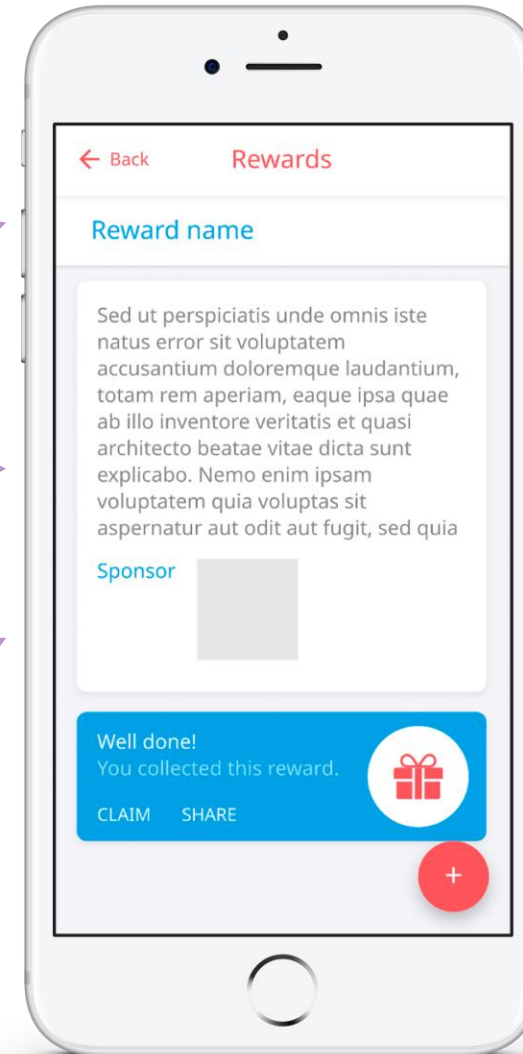 Back Rewards
Reward name
Sed ut perspiciatis unde omnis iste
natus error sit voluptatem
accusantium doloremque laudantium,
totam rem aperiam, eaque ipsa quae
ab illo inventore veritatis et quasi
architecto beatae vitae dicta sunt
explicabo. Nemo enim ipsam
voluptatem quia voluptas sit
aspernatur aut odit aut fugit, sed quia
Sponsor
Well done!
You collected this reward.
CLAIM SHARE
+